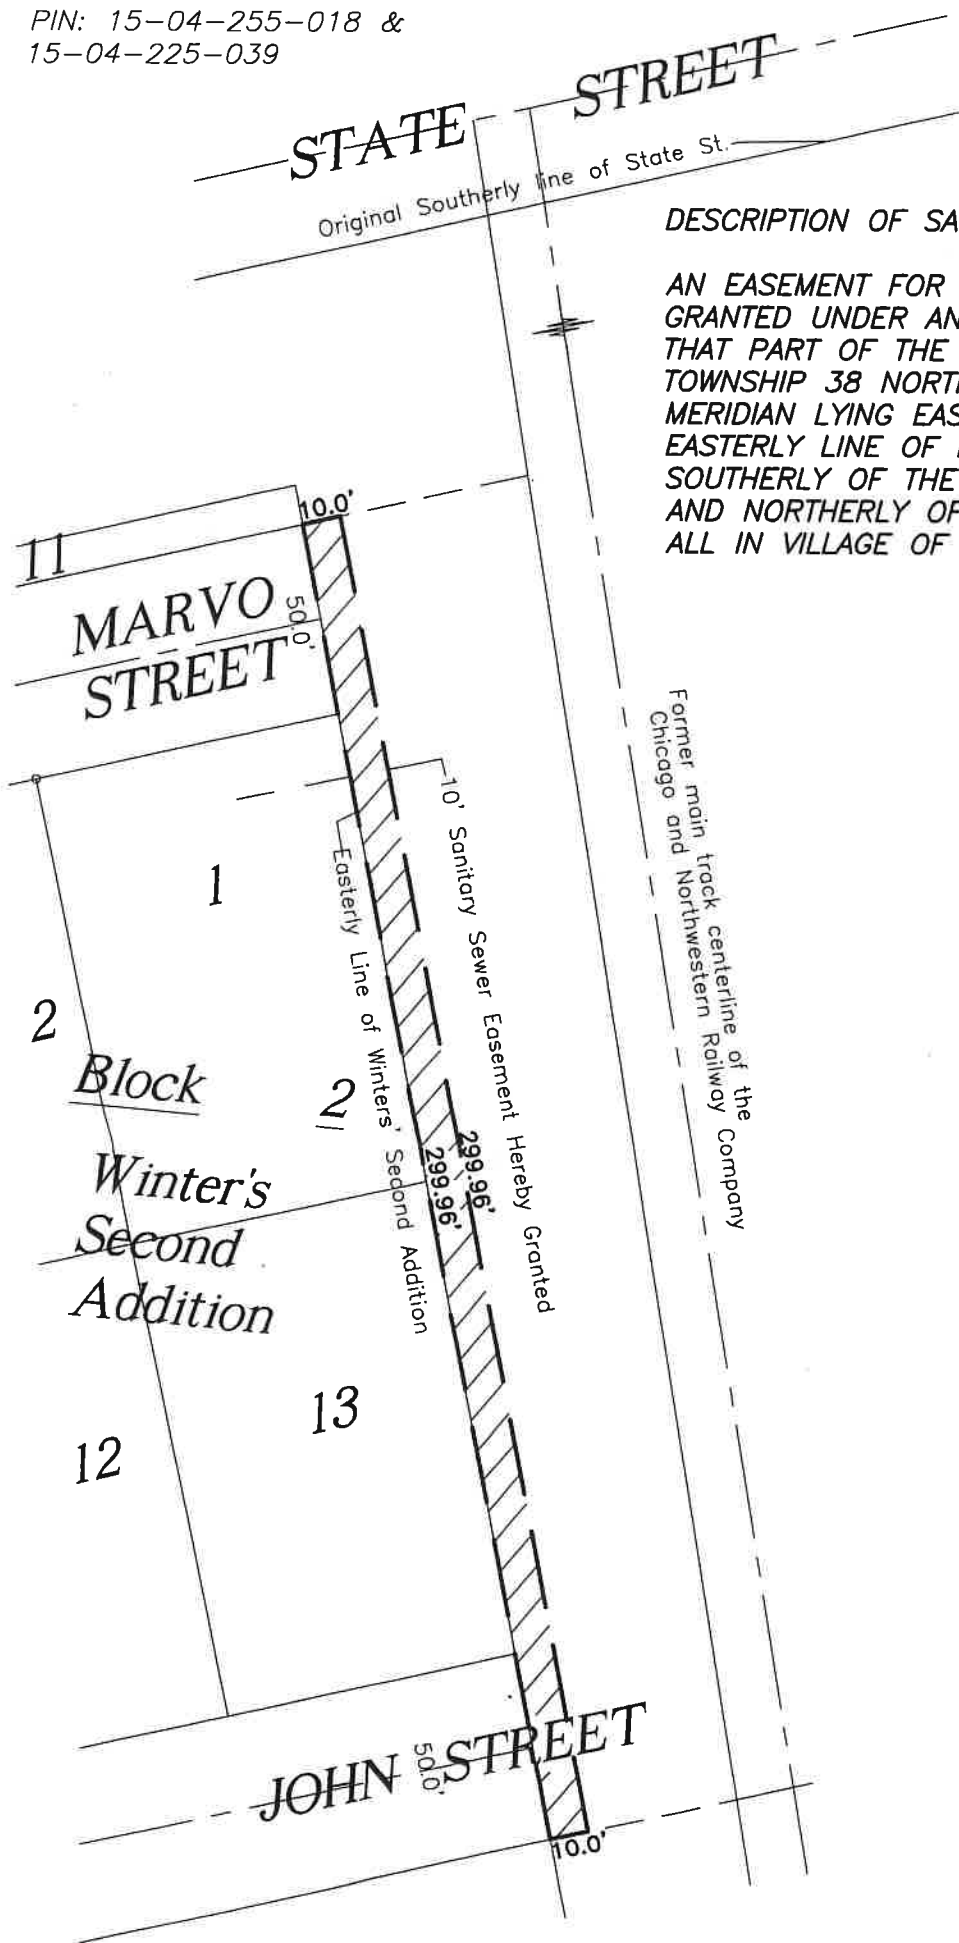 PIN: 15-04-255-018 &
15-04-225-039
STATE STREET
Original Southerly line of State St.
DESCRIPTION OF SA
AN EASEMENT FOR
GRANTED UNDER AN
THAT PART OF THE
TOWNSHIP 38 NORTH
MERIDIAN LYING EAS
EASTERLY LINE OF
SOUTHERLY OF THE
AND NORTHERLY OF
ALL IN VILLAGE OF
10.0'
11
MARVO
STREET
50.0'
Former main track centerline of the
Chicago and Northwestern Railway Company
10' Sanitary Sewer Easement Hereby Granted
Easterly Line of Winters' Second Addition
1
2
Block 2
299.96'
299.96'
Winter's
Second
Addition
13
12
JOHN STREET
50.0'
10.0'